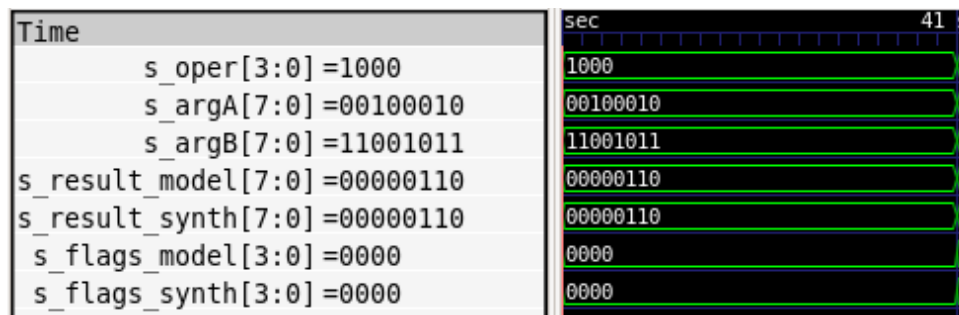 Time
sec 41
s_oper[3:0]=1000
1000
s_argA[7:0]=00100010
00100010
s_argB[7:0]=11001011
11001011
s_result_model[7:0]=00000110
00000110
s_result_synth[7:0]=00000110
00000110
s_flags_model[3:0]=0000
0000
s_flags_synth[3:0]=0000
0000